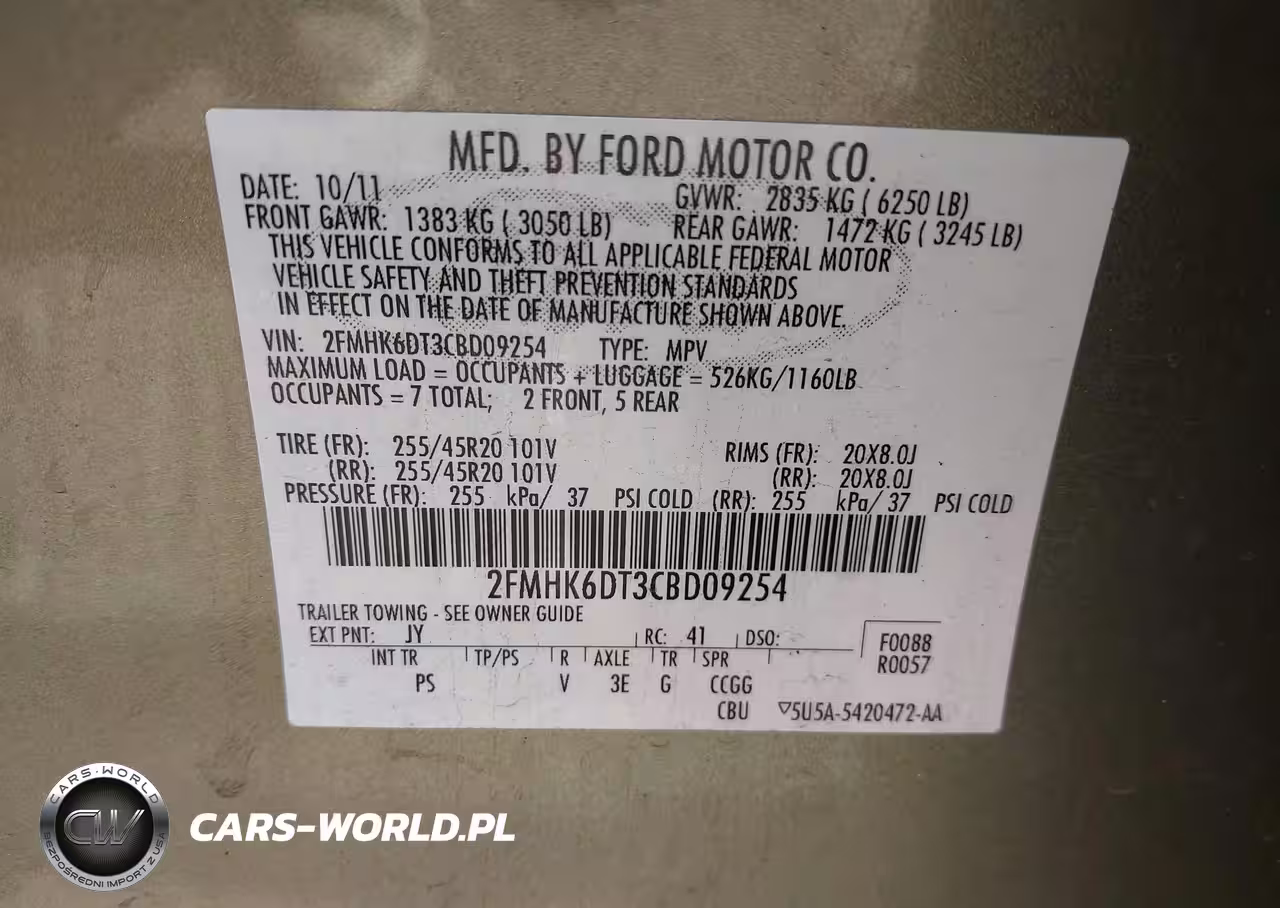 MFD. BY FORD MOTOR CO.
DATE: 10/11 GVWR: 2835 KG ( 6250 LB)
FRONT GAWR: 1383 KG ( 3050 LB) REAR GAWR: 1472 KG ( 3245 LB)
THIS VEHICLE CONFORMS TO ALL APPLICABLE FEDERAL MOTOR
VEHICLE SAFETY AND THEFT PREVENTION STANDARDS
IN EFFECT ON THE DATE OF MANUFACTURE SHOWN ABOVE.
VIN: 2FMHK6DT3CBD09254 TYPE: MPV
MAXIMUM LOAD = OCCUPANTS + LUGGAGE = 526KG/1160LB
OCCUPANTS = 7 TOTAL; 2 FRONT, 5 REAR
TIRE (FR): 255/45R20 101V RIMS (FR): 20X8.0J
(RR): 255/45R20 101V (RR): 20X8.0J
PRESSURE (FR): 255 kPa/ 37 PSI COLD (RR): 255 kPa/ 37 PSI COLD
2FMHK6DT3CBD09254
TRAILER TOWING - SEE OWNER GUIDE
EXT PNT: JY RC: 41 DSO: F0088
R0057
INT TR TP/PS R AXLE TR SPR
PS V 3E G CCGG
CBU ▽5U5A-5420472-AA
CARS-WORLD
CW
BEZPOŚREDNI IMPORT Z USA
CARS-WORLD.PL